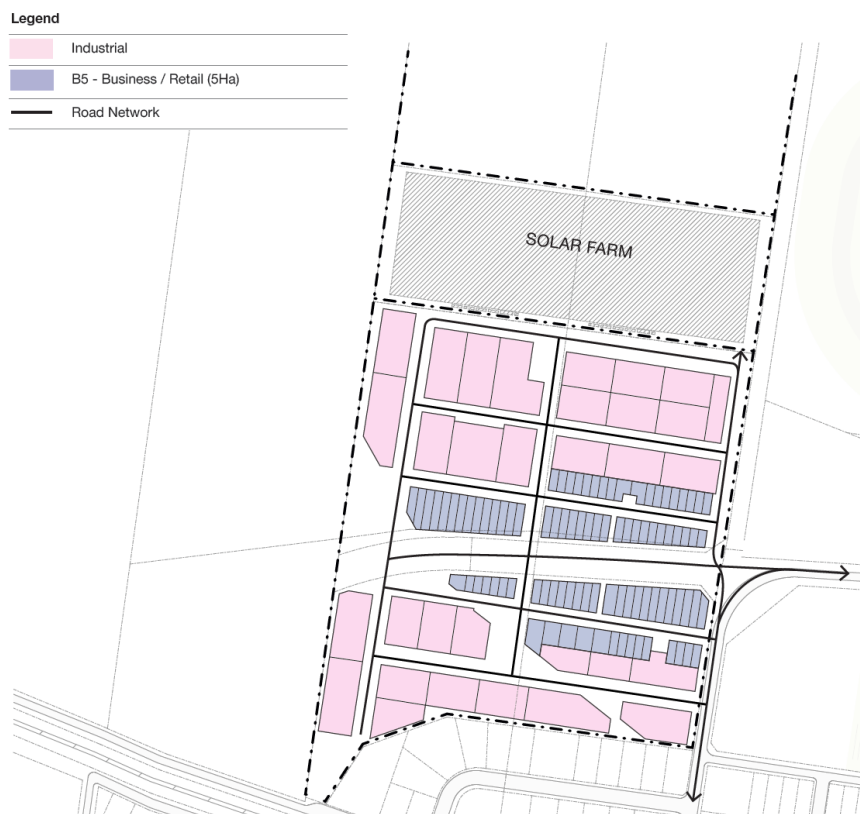 Legend
Industrial
B5 - Business / Retail (5Ha)
Road Network
SOLAR FARM